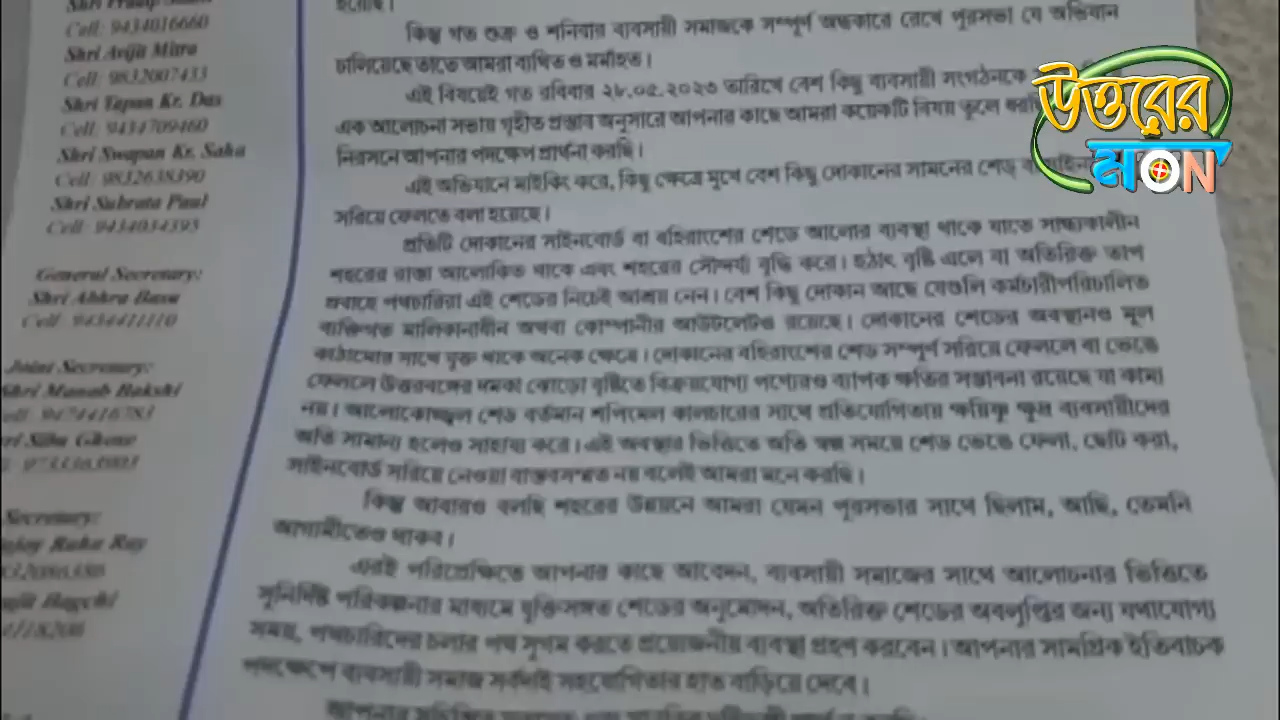 Cell: 9434016660
Shri Avijit Mitra
Cell: 9832007433
Shri Tapan Kr. Das
Cell: 9434709460
Shri Swapan Kr. Saha
Cell: 9832638390
Shri Subrata Paul
Cell: 9434034395
General Secretary:
Shri Abhra Basu
Cell: 9434411110
Joint Secretary:
Shri Manab Bakshi
Secretary:
হয়েছে।
কিন্তু গত শুক্র ও শনিবার ব্যবসায়ী সমাজকে সম্পূর্ণ অন্ধকারে রেখে পুরসভা যে অভিযান
চালিয়েছে তাতে আমরা ব্যথিত ও মর্মাহত।
এই বিষয়েই গত রবিবার ২৮.০৫.২০২৩ তারিখে বেশ কিছু ব্যবসায়ী সংগঠনকে
এক আলোচনা সভায় গৃহীত প্রস্তাব অনুসারে আপনার কাছে আমরা কয়েকটি বিষয় তুলে ধরছি
নিরসনে আপনার পদক্ষেপ প্রার্থনা করছি।
এই অভিযানে মাইকিং করে, কিছু ক্ষেত্রে মুখে বেশ কিছু দোকানের সামনের শেড্ বা
সরিয়ে ফেলতে বলা হয়েছে।
প্রতিটি দোকানের সাইনবোর্ড বা বহিরাংশের শেডে আলোর ব্যবস্থা থাকে যাতে সান্ধ্যকালীন
শহরের রাস্তা আলোকিত থাকে এবং শহরের সৌন্দর্য্য বৃদ্ধি করে। হঠাৎ বৃষ্টি এলে বা অতিরিক্ত তাপ
প্রবাহে পথচারিরা এই শেডের নিচেই আশ্রয় নেন। বেশ কিছু দোকান আছে যেগুলি কর্মচারীপরিচালিত
ব্যক্তিগত মালিকানাধীন অথবা কোম্পানীর আউটলেটও রয়েছে। দোকানের শেডের অবস্থানও মূল
কাঠামোর সাথে যুক্ত থাকে অনেক ক্ষেত্রে। দোকানের বহিরাংশের শেড সম্পূর্ণ সরিয়ে ফেললে বা ভেঙে
ফেললে উত্তরবঙ্গের দমকা ঝোড়ো বৃষ্টিতে বিক্রয়যোগ্য পণ্যেরও ব্যাপক ক্ষতির সম্ভাবনা রয়েছে যা কাম্য
নয়। আলোকোজ্জ্বল শেড বর্তমান শপিংমল কালচারের সাথে প্রতিযোগিতায় ক্ষয়িষ্ণু ক্ষুদ্র ব্যবসায়ীদের
অতি সামান্য হলেও সাহায্য করে। এই অবস্থার ভিত্তিতে অতি স্বল্প সময়ে শেড ভেঙে ফেলা, ছোট করা,
সাইনবোর্ড সরিয়ে নেওয়া বাস্তবসম্মত নয় বলেই আমরা মনে করছি।
কিন্তু আবারও বলছি শহরের উন্নয়নে আমরা যেমন পুরসভার সাথে ছিলাম, আছি, তেমনি
আগামীতেও থাকব।
এরই পরিপ্রেক্ষিতে আপনার কাছে আবেদন, ব্যবসায়ী সমাজের সাথে আলোচনার ভিত্তিতে
সুনির্দিষ্ট পরিকল্পনার মাধ্যমে যুক্তিসঙ্গত শেডের অনুমোদন, অতিরিক্ত শেডের অবলুপ্তির জন্য যথাযোগ্য
সময়, পথচারিদের চলার পথ সুগম করতে প্রয়োজনীয় ব্যবস্থা গ্রহণ করবেন। আপনার সামগ্রিক ইতিবাচক
পদক্ষেপে ব্যবসায়ী সমাজ সর্বদাই সহযোগিতার হাত বাড়িয়ে দেবে।
উত্তরের
মON